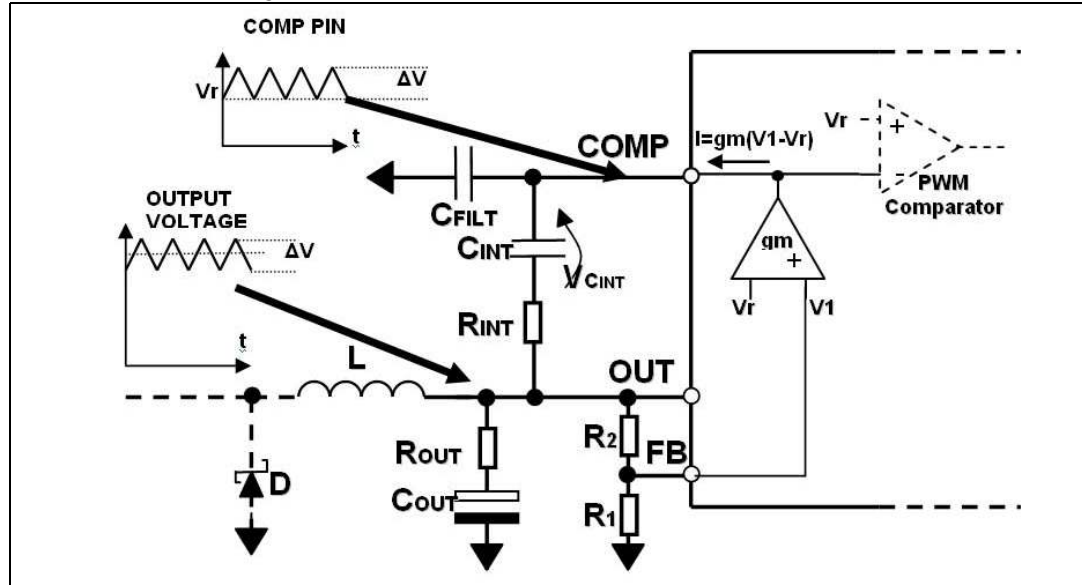 COMP PIN
Vr
ΔV
t
COMP
I=gm(V1-Vr)
Vr
+
-
PWM
Comparator
OUTPUT
VOLTAGE
ΔV
t
CFILT
CINT
VCINT
gm
+
-
Vr
V1
RINT
L
OUT
D
ROUT
COUT
R2
FB
R1